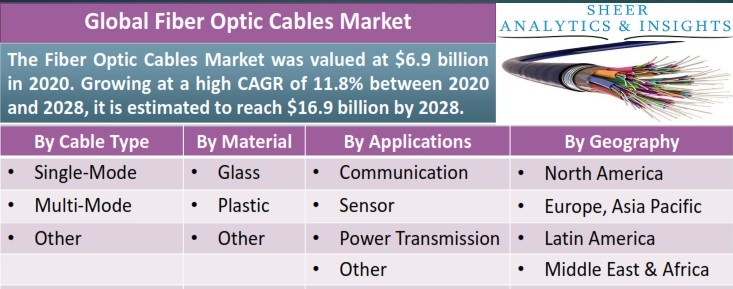 Global Fiber Optic Cables Market
SHEER
ANALYTICS & INSIGHTS
The Fiber Optic Cables Market was valued at $6.9 billion
in 2020. Growing at a high CAGR of 11.8% between 2020
and 2028, it is estimated to reach $16.9 billion by 2028.
By Cable Type
• Single-Mode
• Multi-Mode
• Other
By Material
• Glass
• Plastic
• Other
By Applications
• Communication
• Sensor
• Power Transmission
• Other
By Geography
• North America
• Europe, Asia Pacific
• Latin America
• Middle East & Africa